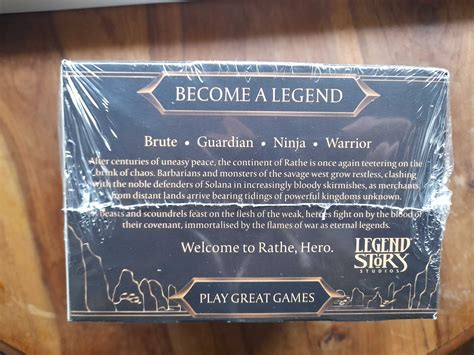 BECOME A LEGEND
Brute • Guardian • Ninja • Warrior
After centuries of uneasy peace, the continent of Rathe is once again teetering on the
brink of chaos. Barbarians and monsters of the savage west grow restless, clashing
with the noble defenders of Solana in increasingly bloody skirmishes, as merchants
from distant lands arrive bearing tidings of powerful kingdoms unknown.
beasts and scoundrels feast on the flesh of the weak, heroes fight on by the blood of
their covenant, immortalised by the flames of war as eternal legends.
Welcome to Rathe, Hero.
LEGEND
STORY
STUDIOS
PLAY GREAT GAMES